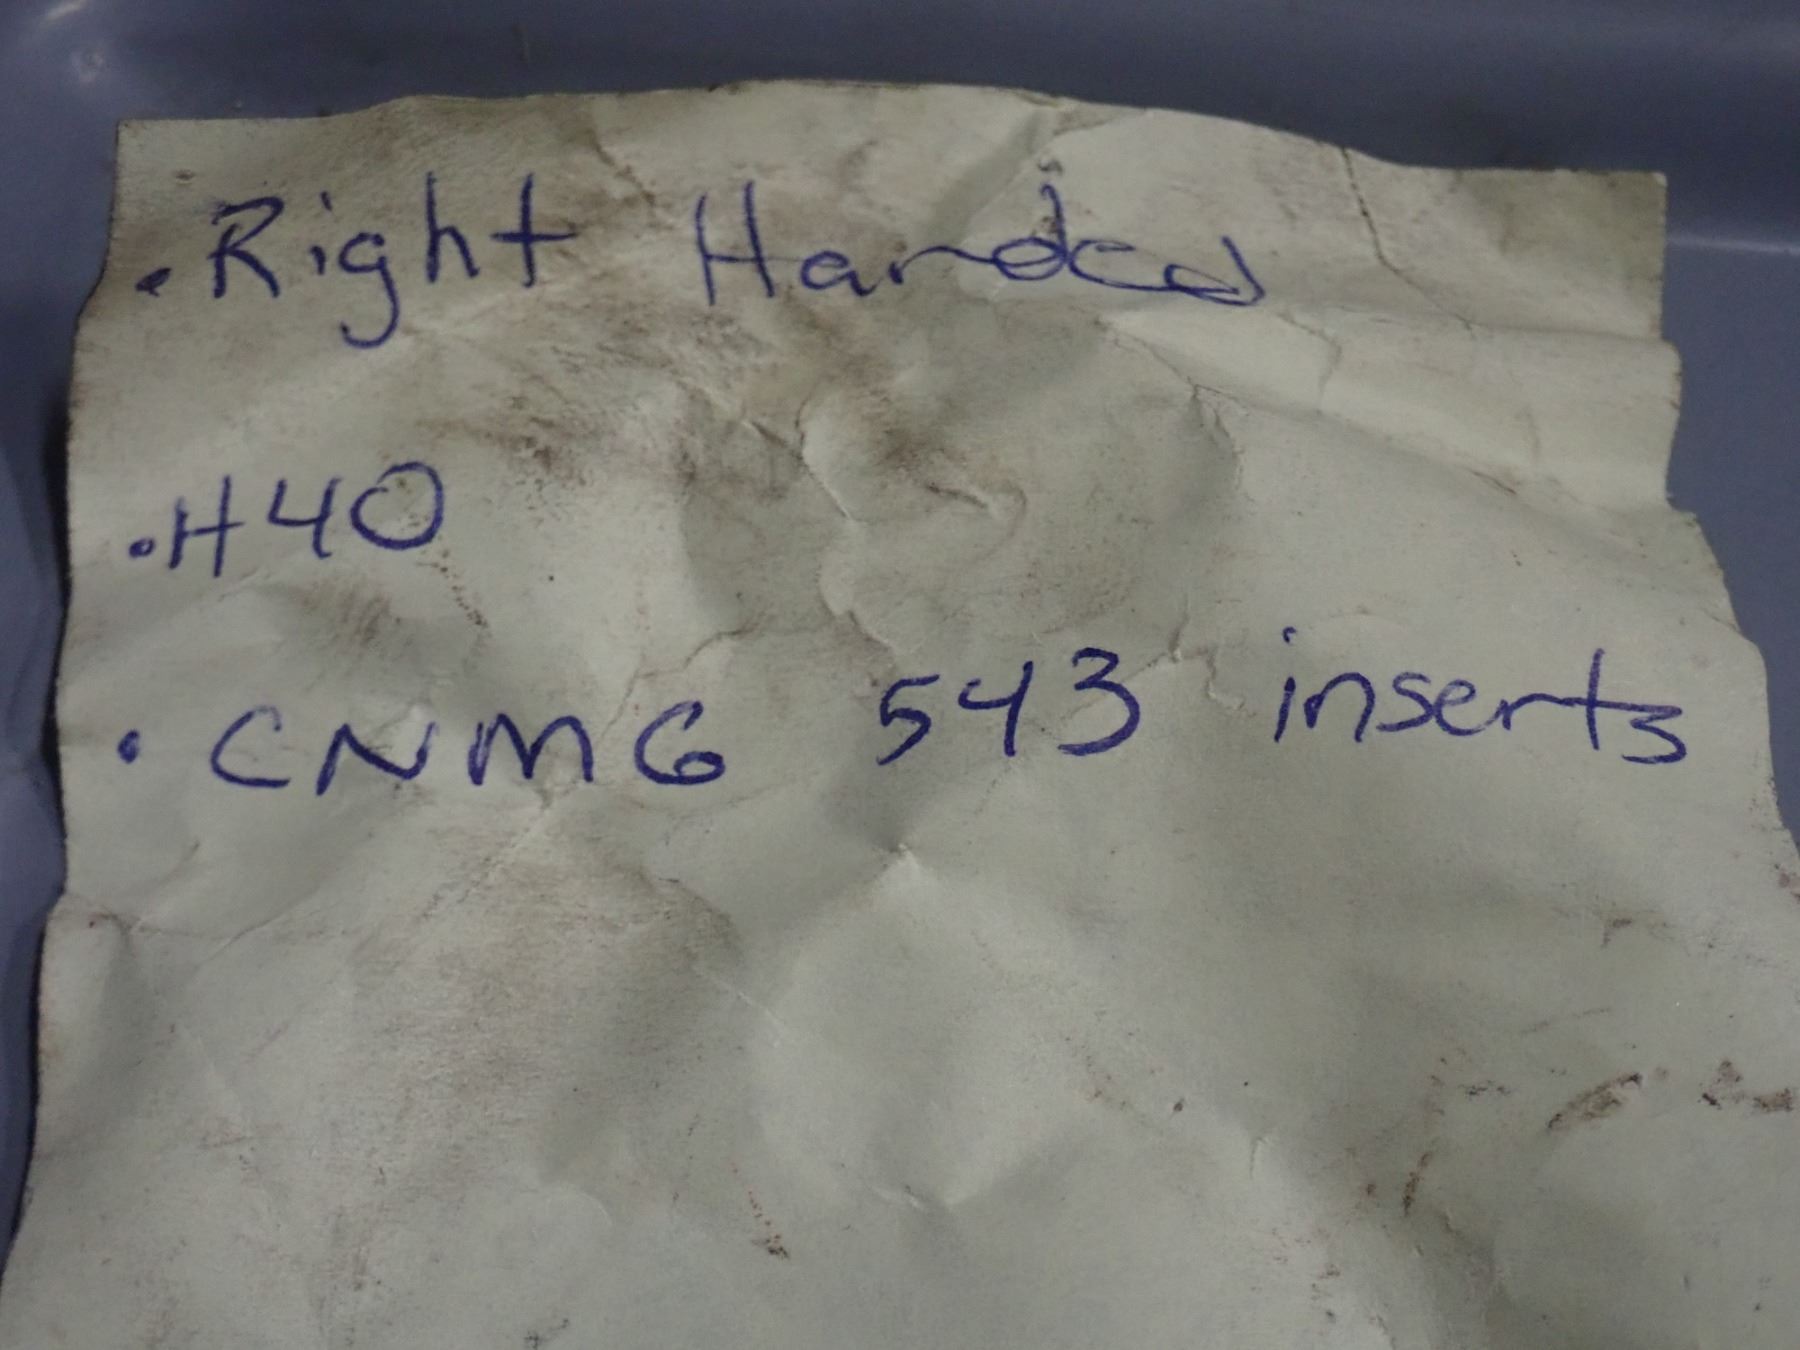 • Right Handed
• H40
• CNMG 543 inserts